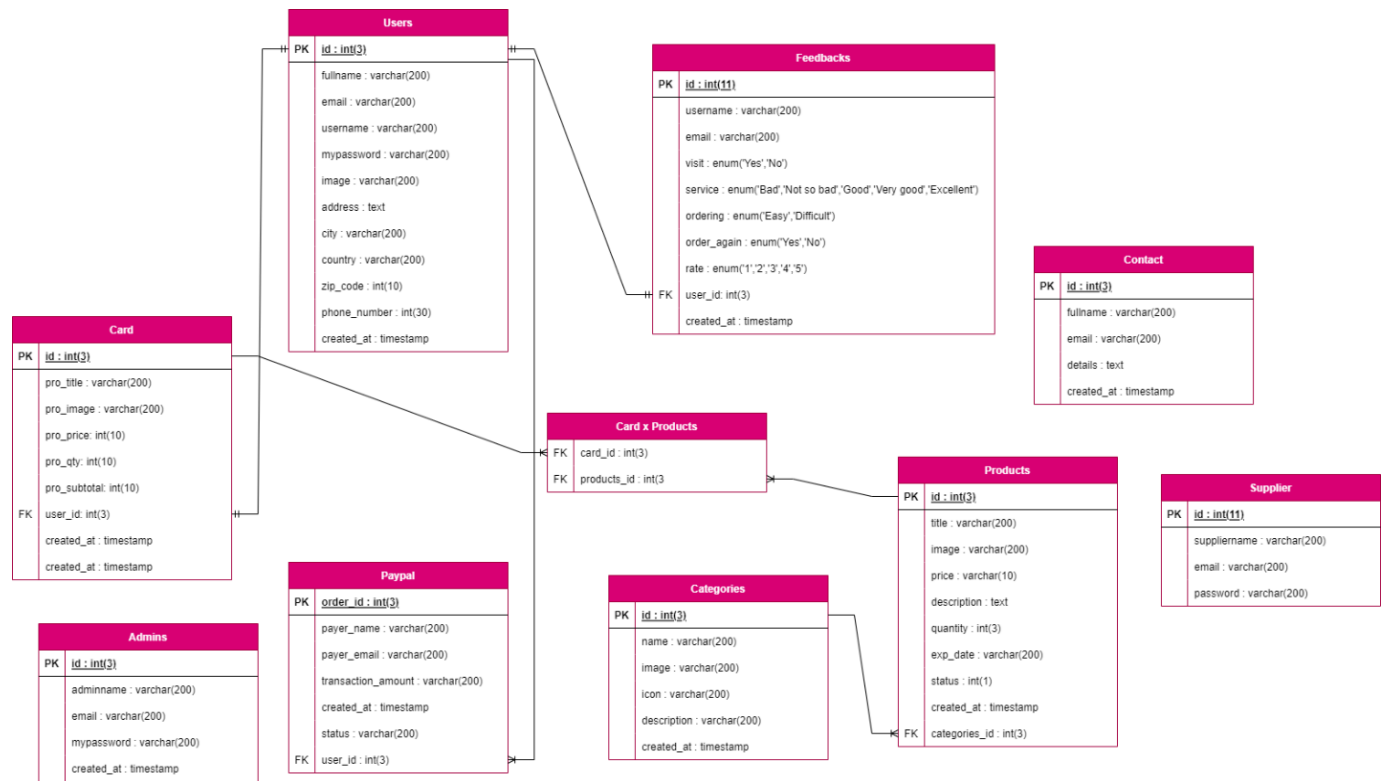 Users
PK id : int(3)
fullname : varchar(200)
email : varchar(200)
username : varchar(200)
mypassword : varchar(200)
image : varchar(200)
address : text
city : varchar(200)
country : varchar(200)
zip_code : int(10)
phone_number : int(30)
created_at : timestamp
Feedbacks
PK id : int(11)
username : varchar(200)
email : varchar(200)
visit : enum('Yes','No')
service : enum('Bad','Not so bad','Good','Very good','Excellent')
ordering : enum('Easy','Difficult')
order_again : enum('Yes','No')
rate : enum('1','2','3','4','5')
FK user_id: int(3)
created_at : timestamp
Contact
PK id : int(3)
fullname : varchar(200)
email : varchar(200)
details : text
created_at : timestamp
Card
PK id : int(3)
pro_title : varchar(200)
pro_image : varchar(200)
pro_price: int(10)
pro_qty: int(10)
pro_subtotal: int(10)
FK user_id: int(3)
created_at : timestamp
created_at : timestamp
Card x Products
FK card_id : int(3)
FK products_id : int(3
Products
PK id : int(3)
title : varchar(200)
image : varchar(200)
price : varchar(10)
description : text
quantity : int(3)
exp_date : varchar(200)
status : int(1)
created_at : timestamp
FK categories_id : int(3)
Supplier
PK id : int(11)
suppliername : varchar(200)
email : varchar(200)
password : varchar(200)
Paypal
PK order_id : int(3)
payer_name : varchar(200)
payer_email : varchar(200)
transaction_amount : varchar(200)
created_at : timestamp
status : varchar(200)
FK user_id : int(3)
Categories
PK id : int(3)
name : varchar(200)
image : varchar(200)
icon : varchar(200)
description : varchar(200)
created_at : timestamp
Admins
PK id : int(3)
adminname : varchar(200)
email : varchar(200)
mypassword : varchar(200)
created_at : timestamp